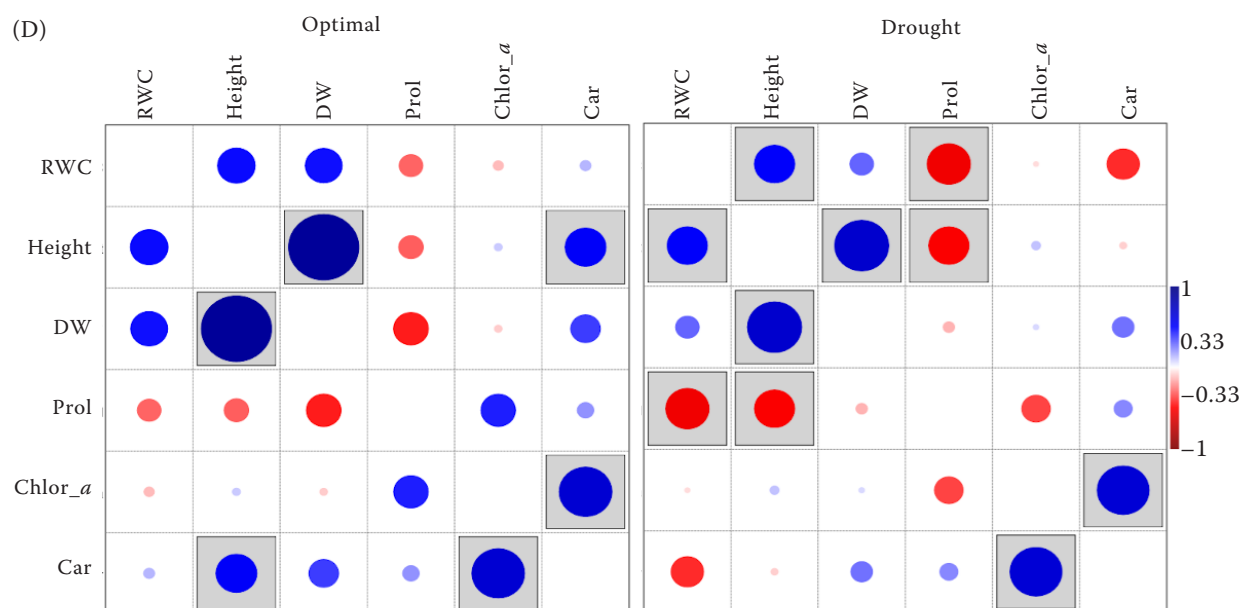 (D)
Optimal
Drought
RWC
Height
DW
Prol
Chlor_a
Car
RWC
Height
DW
Prol
Chlor_a
Car
RWC
Height
DW
Prol
Chlor_a
Car
1
0.33
−0.33
−1